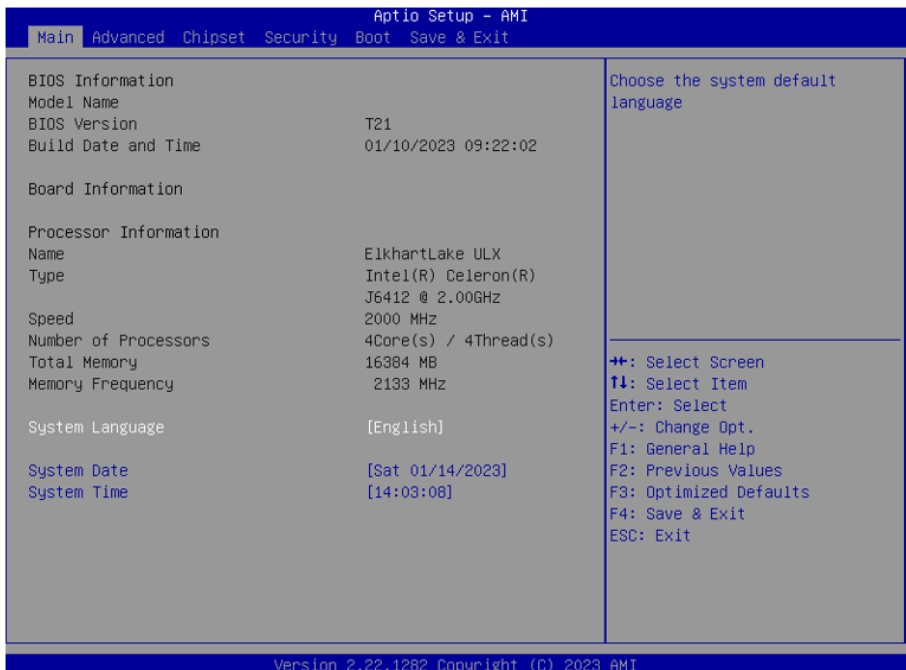 Aptio Setup – AMI
Main Advanced Chipset Security Boot Save & Exit
BIOS Information
Model Name
BIOS Version T21
Build Date and Time 01/10/2023 09:22:02
Board Information
Processor Information
Name ElkhartLake ULX
Type Intel(R) Celeron(R)
J6412 @ 2.00GHz
Speed 2000 MHz
Number of Processors 4Core(s) / 4Thread(s)
Total Memory 16384 MB
Memory Frequency 2133 MHz
System Language [English]
System Date [Sat 01/14/2023]
System Time [14:03:08]
Choose the system default
language
→←: Select Screen
↑↓: Select Item
Enter: Select
+/-: Change Opt.
F1: General Help
F2: Previous Values
F3: Optimized Defaults
F4: Save & Exit
ESC: Exit
Version 2.22.1282 Copyright (C) 2023 AMI